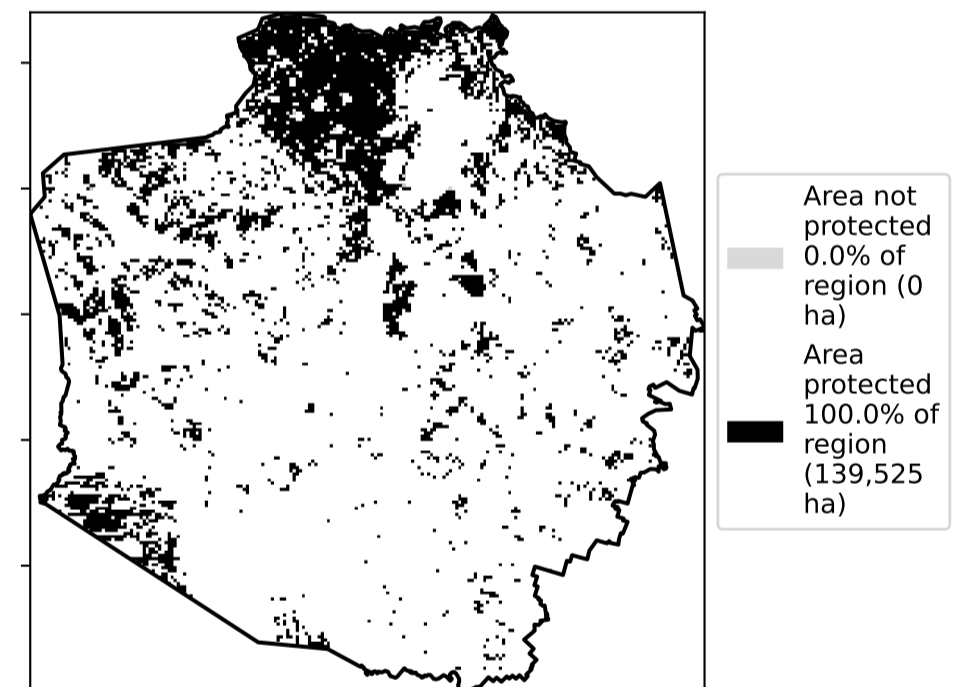 Area not
protected
0.0% of
region (0
ha)
Area
protected
100.0% of
region
(139,525
ha)